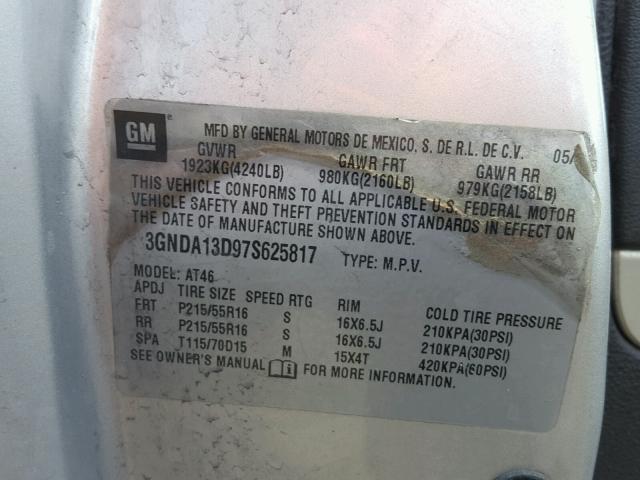 GM ® MFD BY GENERAL MOTORS DE MEXICO, S. DE R.L. DE C.V. 05/
GVWR GAWR FRT GAWR RR
1923KG(4240LB) 980KG(2160LB) 979KG(2158LB)
THIS VEHICLE CONFORMS TO ALL APPLICABLE U.S. FEDERAL MOTOR
VEHICLE SAFETY AND THEFT PREVENTION STANDARDS IN EFFECT ON
THE DATE OF MANUFACTURE SHOWN ABOVE.
3GNDA13D97S625817 TYPE: M.P.V.
MODEL: AT46
APDJ TIRE SIZE SPEED RTG RIM COLD TIRE PRESSURE
FRT P215/55R16 S 16X6.5J 210KPA(30PSI)
RR P215/55R16 S 16X6.5J 210KPA(30PSI)
SPA T115/70D15 M 15X4T 420KPA(60PSI)
SEE OWNER'S MANUAL FOR MORE INFORMATION.